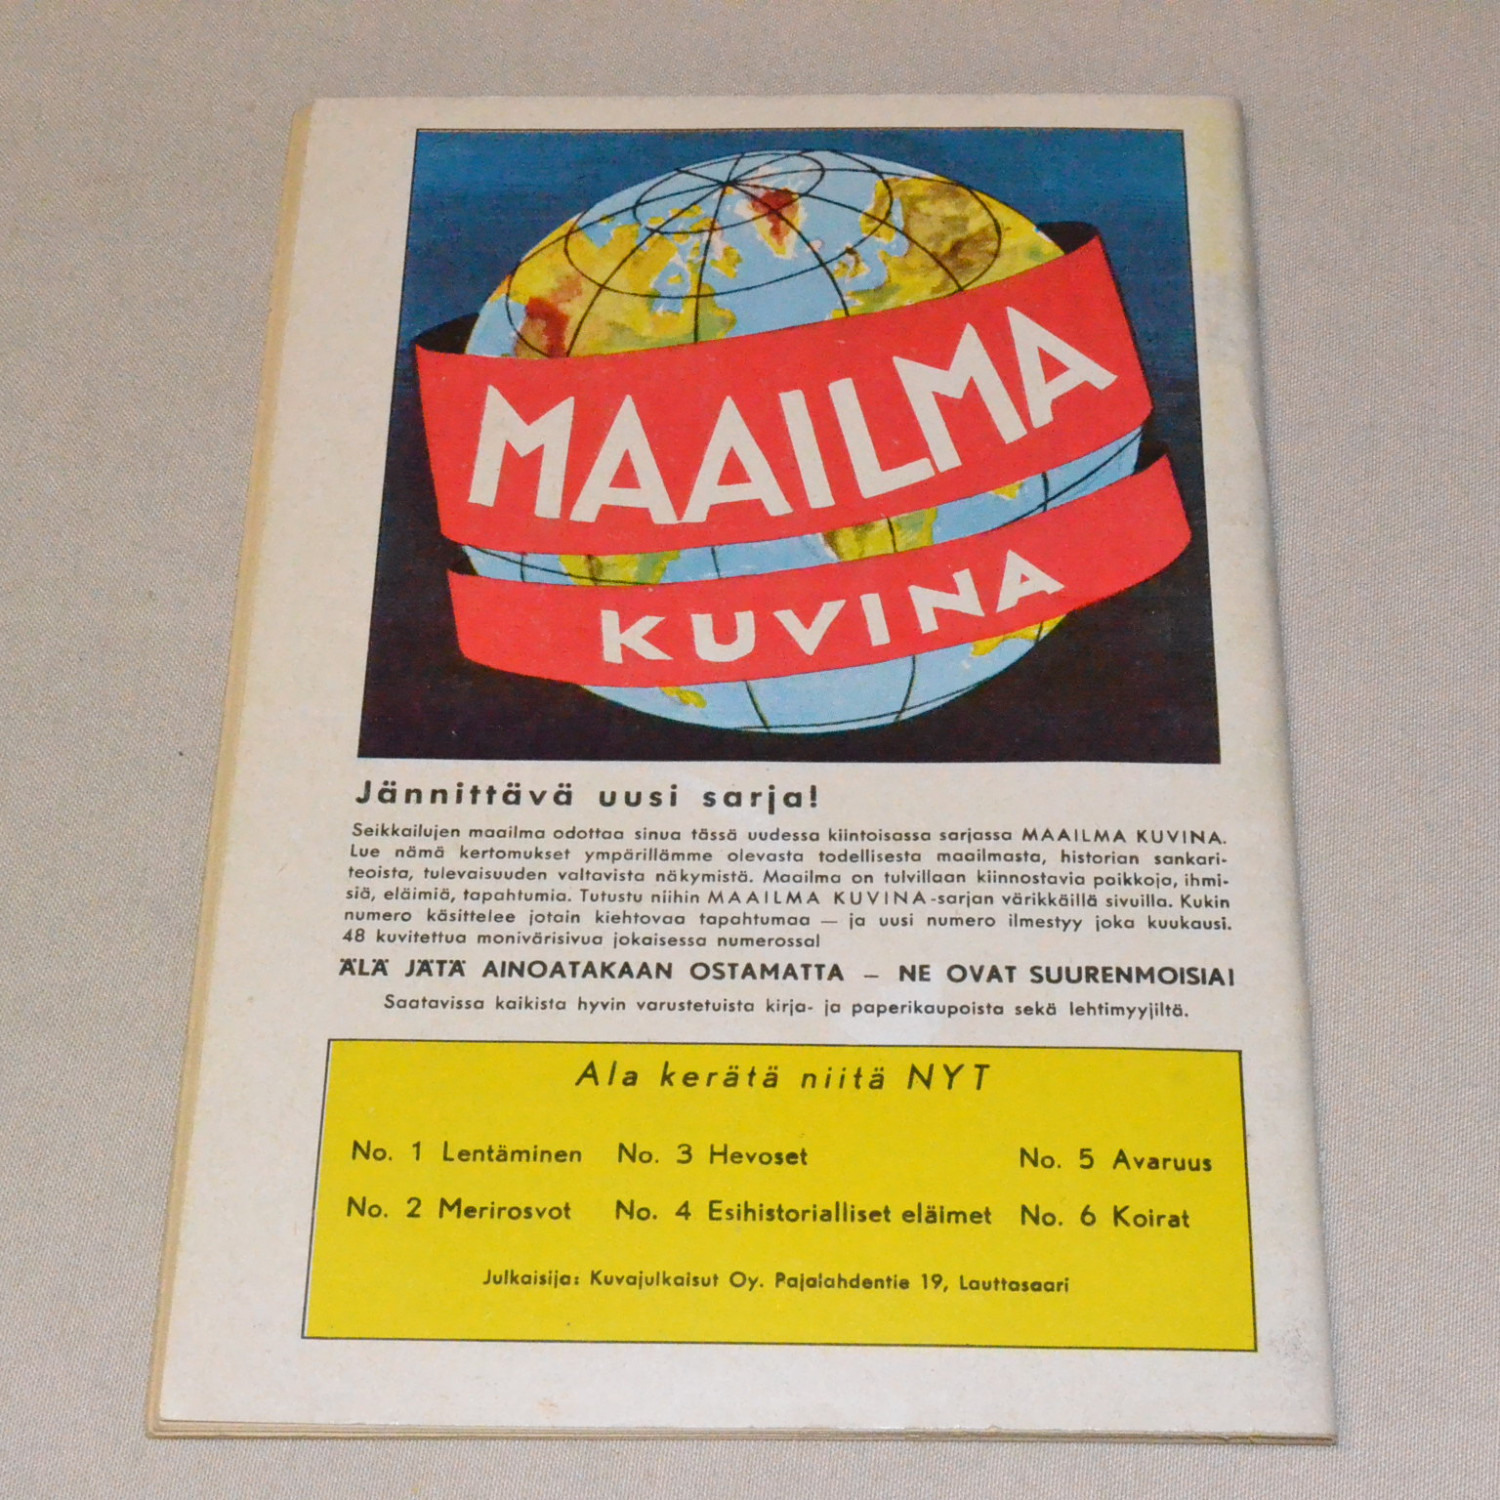 MAAILMA
KUVINA
Jännittävä uusi sarja!
Seikkailujen maailma odottaa sinua tässä uudessa kiintoisassa sarjassa MAAILMA KUVINA.
Lue nämä kertomukset ympärillämme olevasta todellisesta maailmasta, historian sankari-
teoista, tulevaisuuden valtavista näkymistä. Maailma on tulvillaan kiinnostavia paikkoja, ihmi-
siä, eläimiä, tapahtumia. Tutustu niihin MAAILMA KUVINA-sarjan värikkäillä sivuilla. Kukin
numero käsittelee jotain kiehtovaa tapahtumaa — ja uusi numero ilmestyy joka kuukausi.
48 kuvitettua monivärisivua jokaisessa numerossa!
ÄLÄ JÄTÄ AINOATAKAAN OSTAMATTA – NE OVAT SUURENMOISIA!
Saatavissa kaikista hyvin varustetuista kirja- ja paperikaupoista sekä lehtimyyjiltä.
Ala kerätä niitä NYT
No. 1 Lentäminen No. 3 Hevoset No. 5 Avaruus
No. 2 Merirosvot No. 4 Esihistorialliset eläimet No. 6 Koirat
Julkaisija: Kuvajulkaisut Oy. Pajalahdentie 19, Lauttasaari